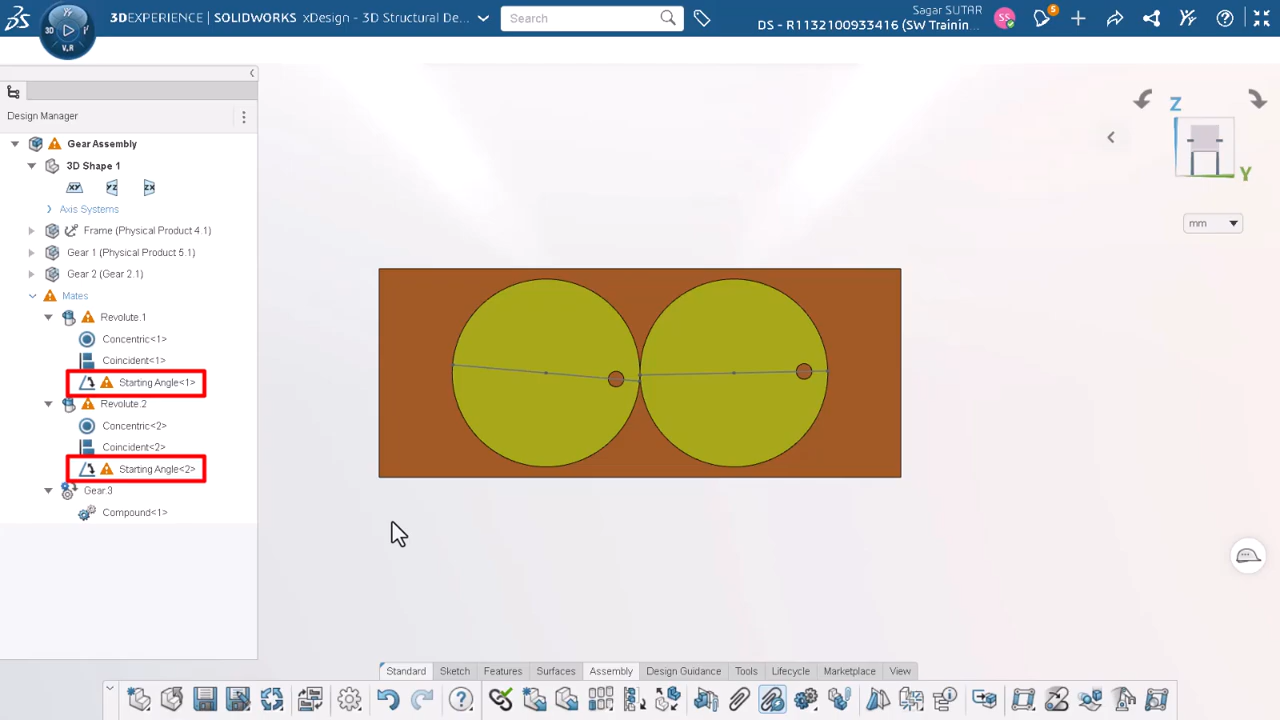 3DEXPERIENCE | SOLIDWORKS xDesign - 3D Structural De...
Search
Sagar SUTAR
DS - R1132100933416 (SW Trainin...
SS
5
3D
V.R
Design Manager
Gear Assembly
3D Shape 1
XY YZ ZX
Axis Systems
Frame (Physical Product 4.1)
Gear 1 (Physical Product 5.1)
Gear 2 (Gear 2.1)
Mates
Revolute.1
Concentric<1>
Coincident<1>
Starting Angle<1>
Revolute.2
Concentric<2>
Coincident<2>
Starting Angle<2>
Gear.3
Compound<1>
Z
Y
mm
Standard Sketch Features Surfaces Assembly Design Guidance Tools Lifecycle Marketplace View